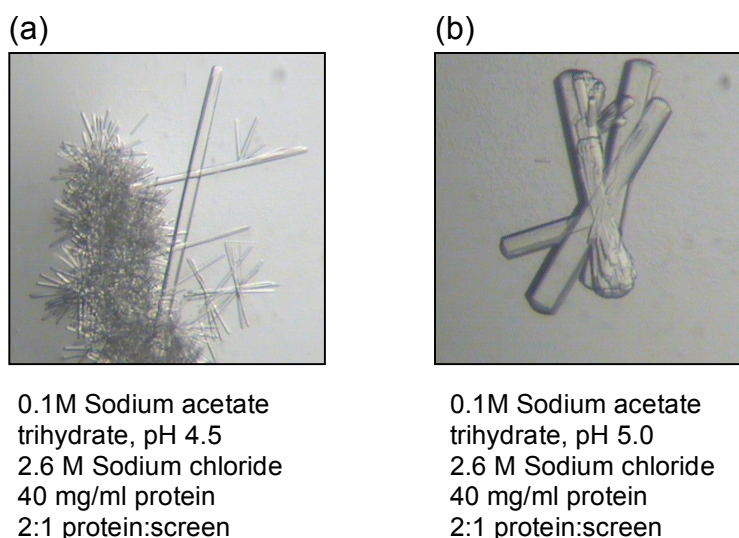 (a)
(b)
0.1M Sodium acetate
trihydrate, pH 4.5
2.6 M Sodium chloride
40 mg/ml protein
2:1 protein:screen
0.1M Sodium acetate
trihydrate, pH 5.0
2.6 M Sodium chloride
40 mg/ml protein
2:1 protein:screen